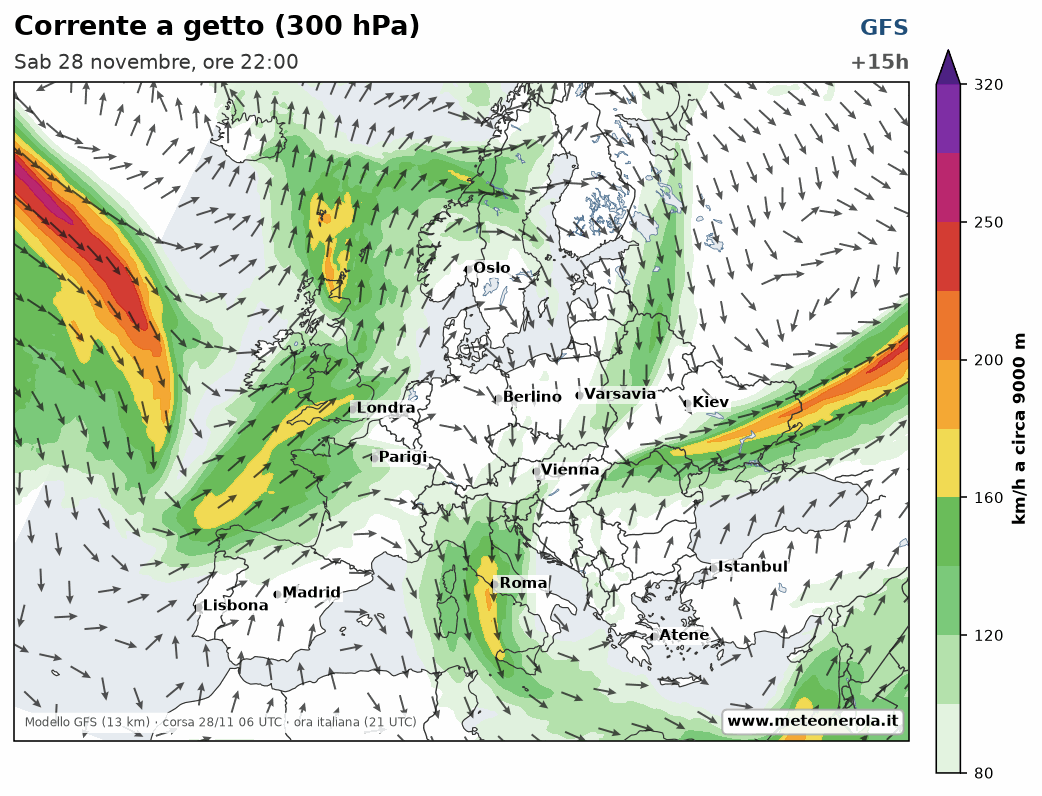 Corrente a getto (300 hPa)
GFS
Sab 28 novembre, ore 22:00
+15h
Oslo
Berlino
Varsavia
Kiev
Londra
Parigi
Vienna
Istanbul
Roma
Madrid
Lisbona
Atene
Modello GFS (13 km) · corsa 28/11 06 UTC · ora italiana (21 UTC)
www.meteonerola.it
320
250
200
160
120
80
km/h a circa 9000 m